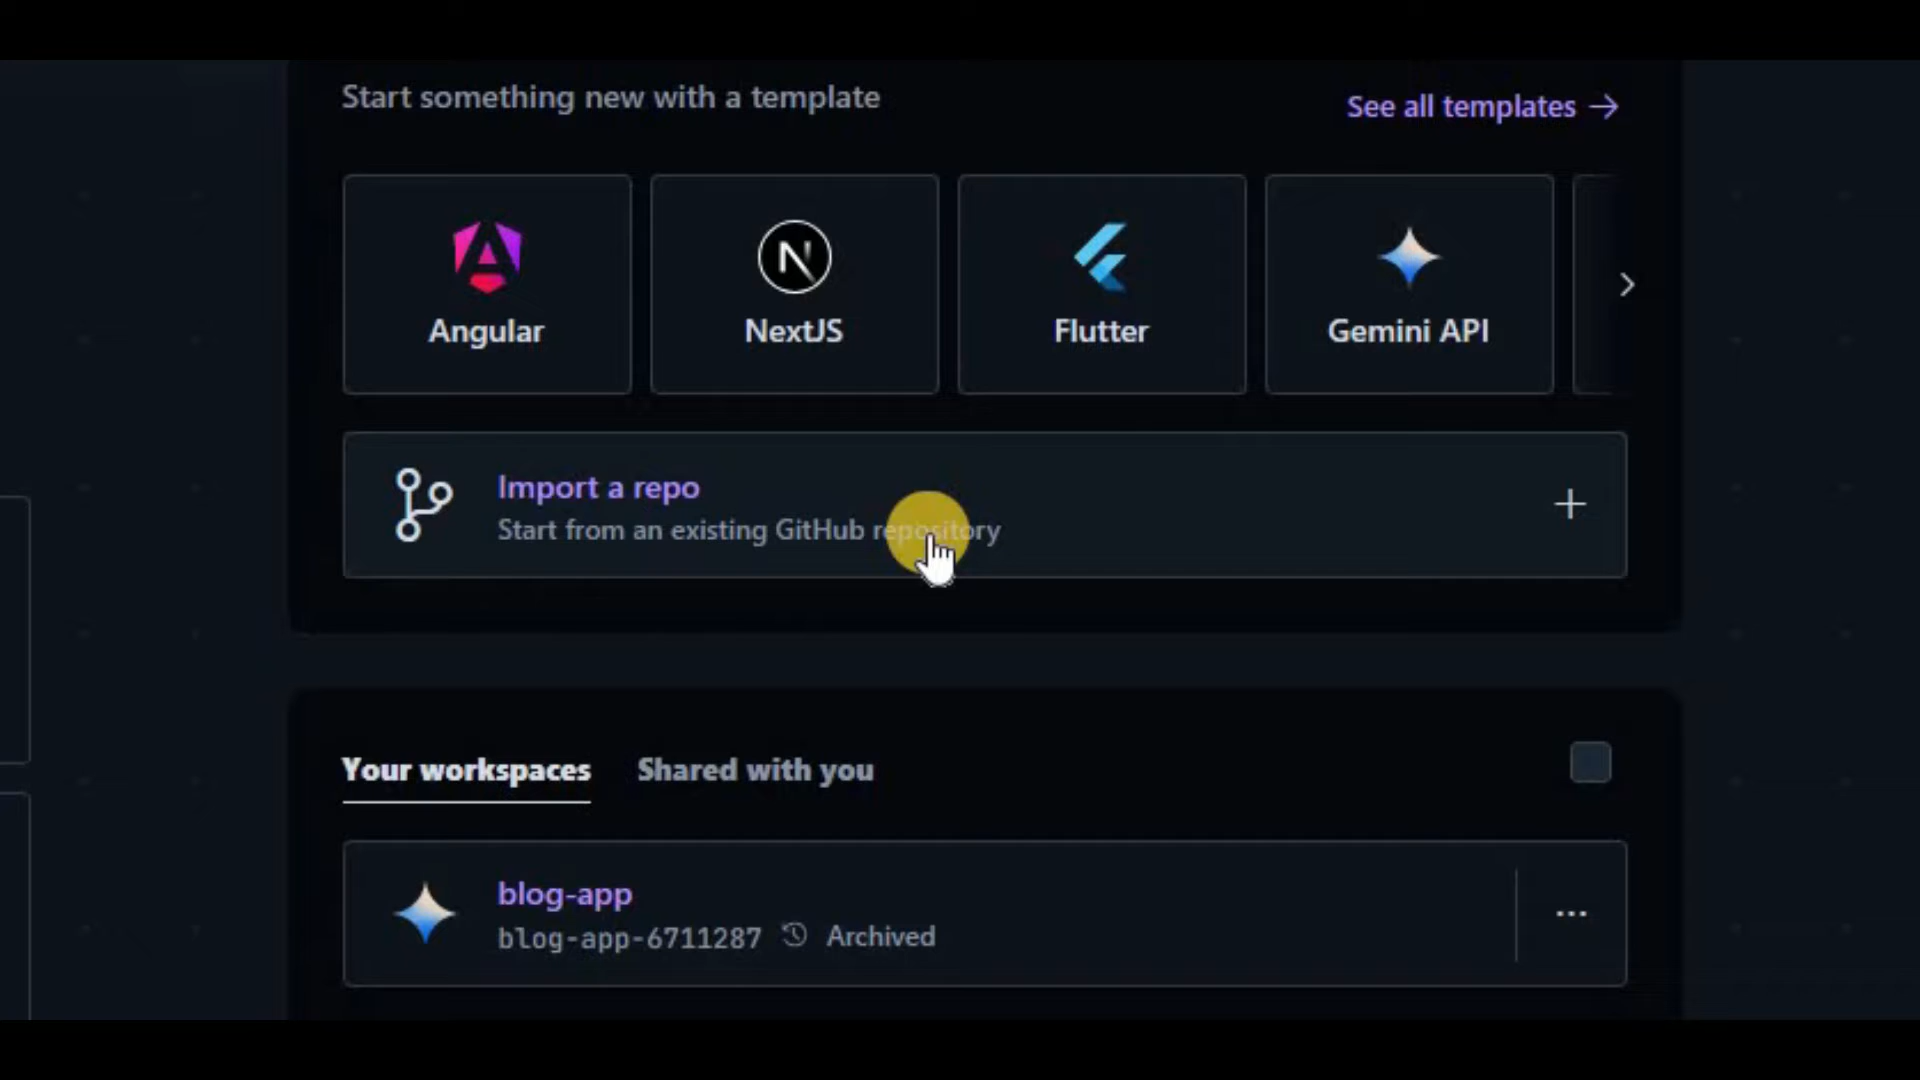 Start something new with a template
See all templates →
Angular
NextJS
Flutter
Gemini API
Import a repo
Start from an existing GitHub repository
Your workspaces
Shared with you
blog-app
blog-app-6711287 Archived